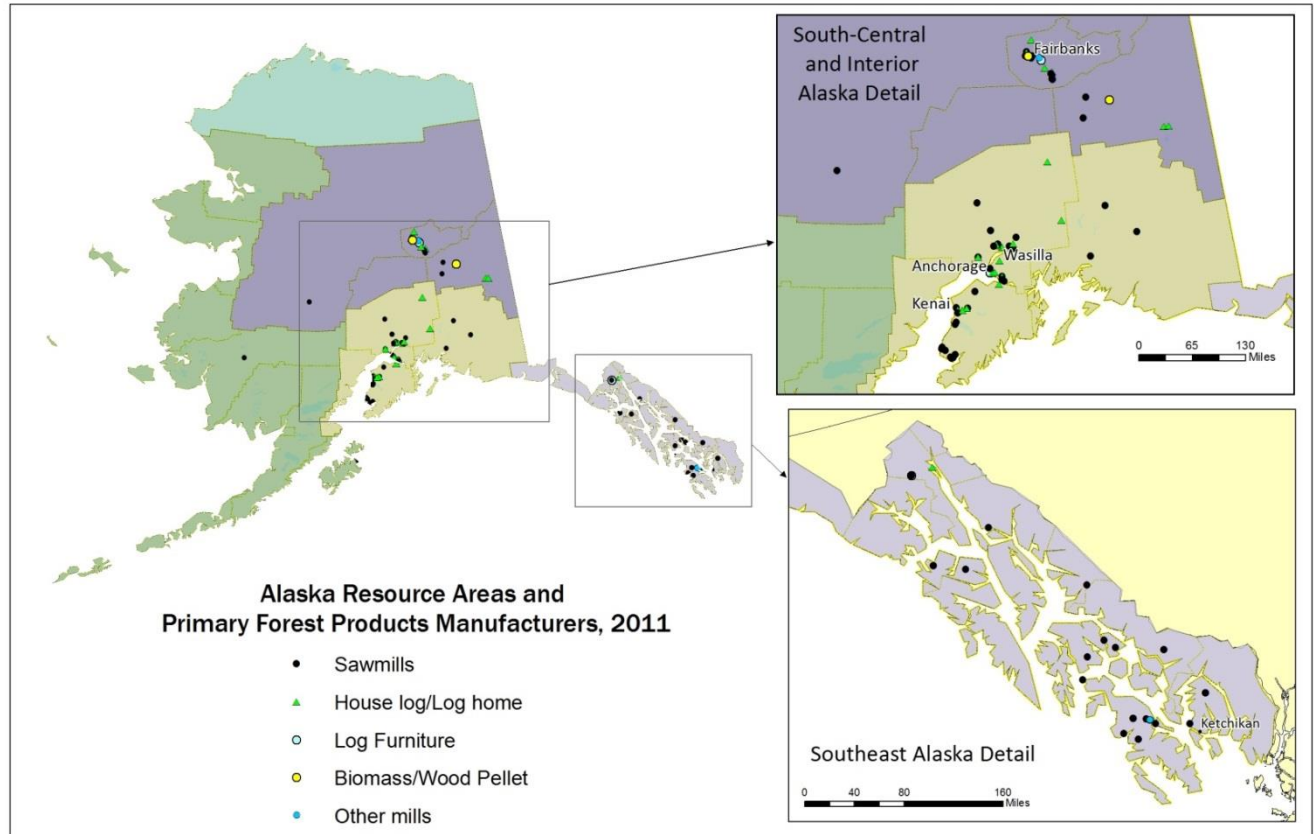 South-Central
and Interior
Alaska Detail
Fairbanks
Wasilla
Anchorage
Kenai
0 65 130
Miles
Alaska Resource Areas and
Primary Forest Products Manufacturers, 2011
Sawmills
House log/Log home
Log Furniture
Biomass/Wood Pellet
Other mills
Ketchikan
Southeast Alaska Detail
0 40 80 160
Miles